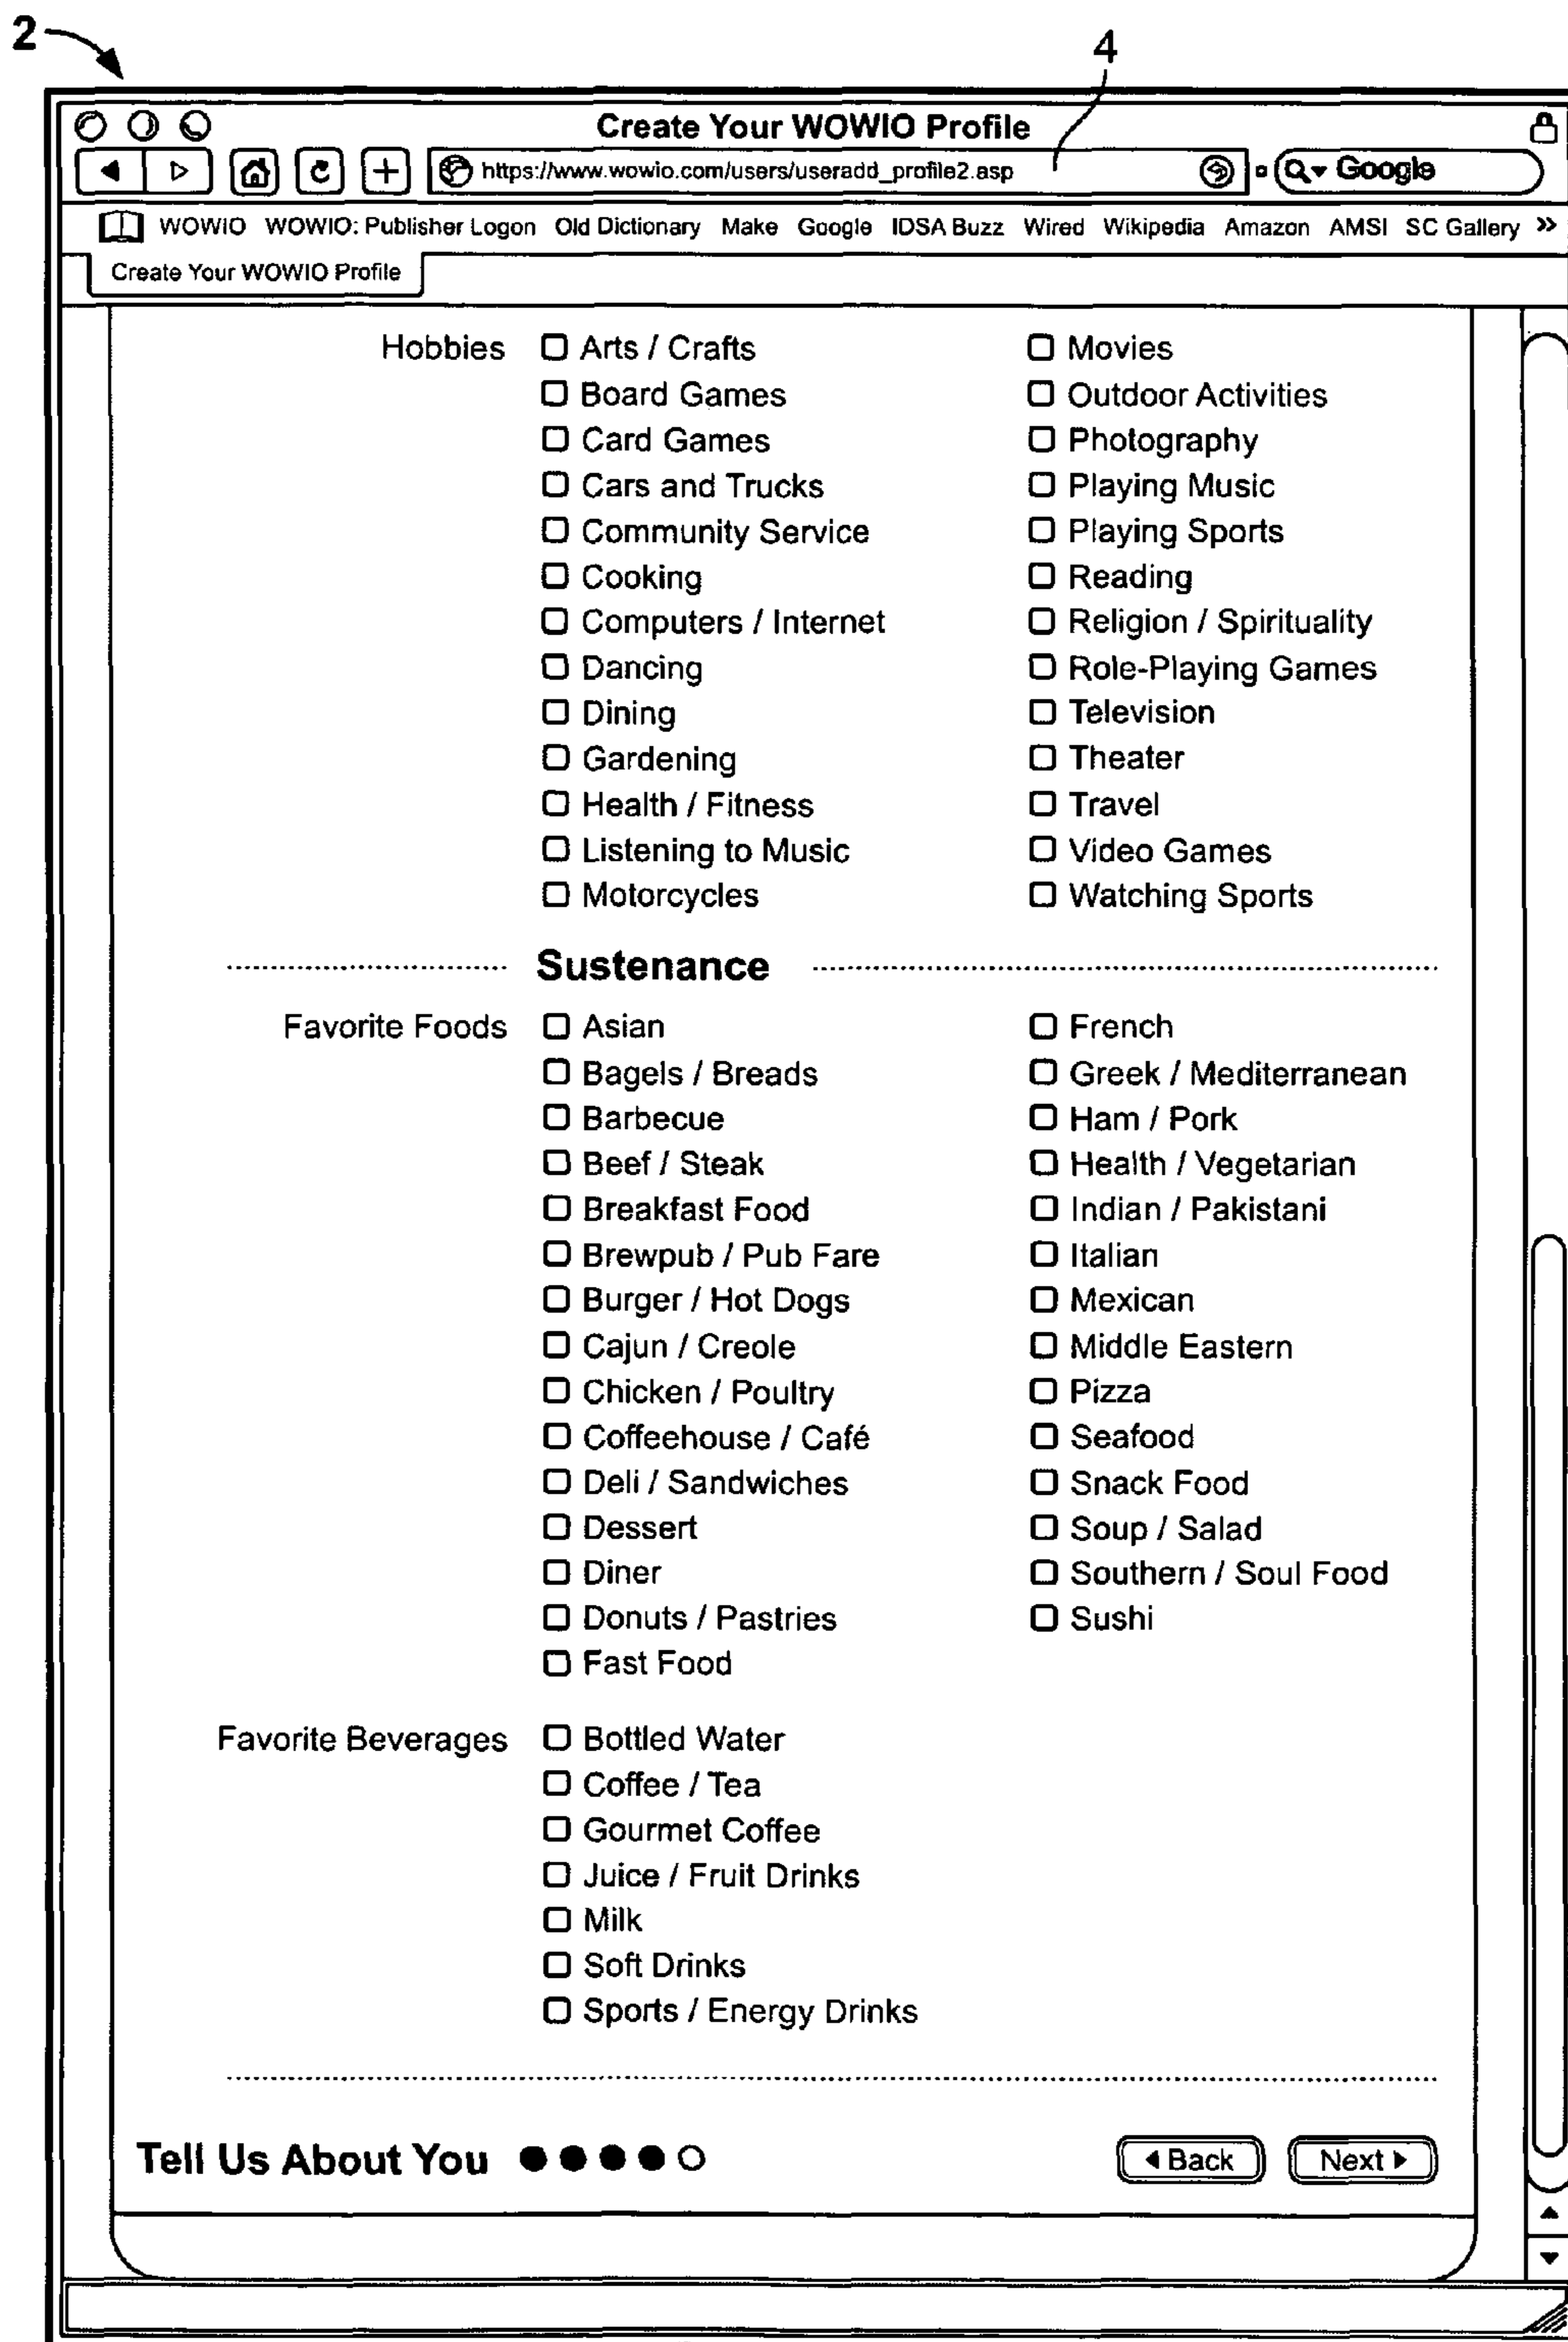 2
4
Create Your WOWIO Profile
https://www.wowio.com/users/useradd_profile2.asp
Google
WOWIO WOWIO: Publisher Logon Old Dictionary Make Google IDSA Buzz Wired Wikipedia Amazon AMSI SC Gallery »
Create Your WOWIO Profile
Hobbies Arts / Crafts Movies
Board Games Outdoor Activities
Card Games Photography
Cars and Trucks Playing Music
Community Service Playing Sports
Cooking Reading
Computers / Internet Religion / Spirituality
Dancing Role-Playing Games
Dining Television
Gardening Theater
Health / Fitness Travel
Listening to Music Video Games
Motorcycles Watching Sports
Sustenance
Favorite Foods Asian French
Bagels / Breads Greek / Mediterranean
Barbecue Ham / Pork
Beef / Steak Health / Vegetarian
Breakfast Food Indian / Pakistani
Brewpub / Pub Fare Italian
Burger / Hot Dogs Mexican
Cajun / Creole Middle Eastern
Chicken / Poultry Pizza
Coffeehouse / Café Seafood
Deli / Sandwiches Snack Food
Dessert Soup / Salad
Diner Southern / Soul Food
Donuts / Pastries Sushi
Fast Food
Favorite Beverages Bottled Water
Coffee / Tea
Gourmet Coffee
Juice / Fruit Drinks
Milk
Soft Drinks
Sports / Energy Drinks
Tell Us About You Back Next